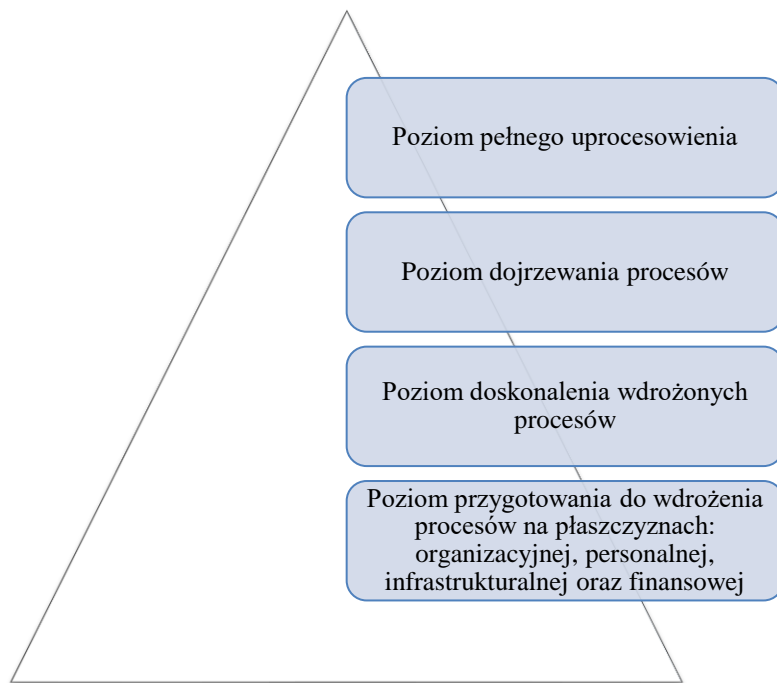 Poziom pełnego uprocesowienia
Poziom dojrzewania procesów
Poziom doskonalenia wdrożonych
procesów
Poziom przygotowania do wdrożenia
procesów na płaszczyznach:
organizacyjnej, personalnej,
infrastrukturalnej oraz finansowej